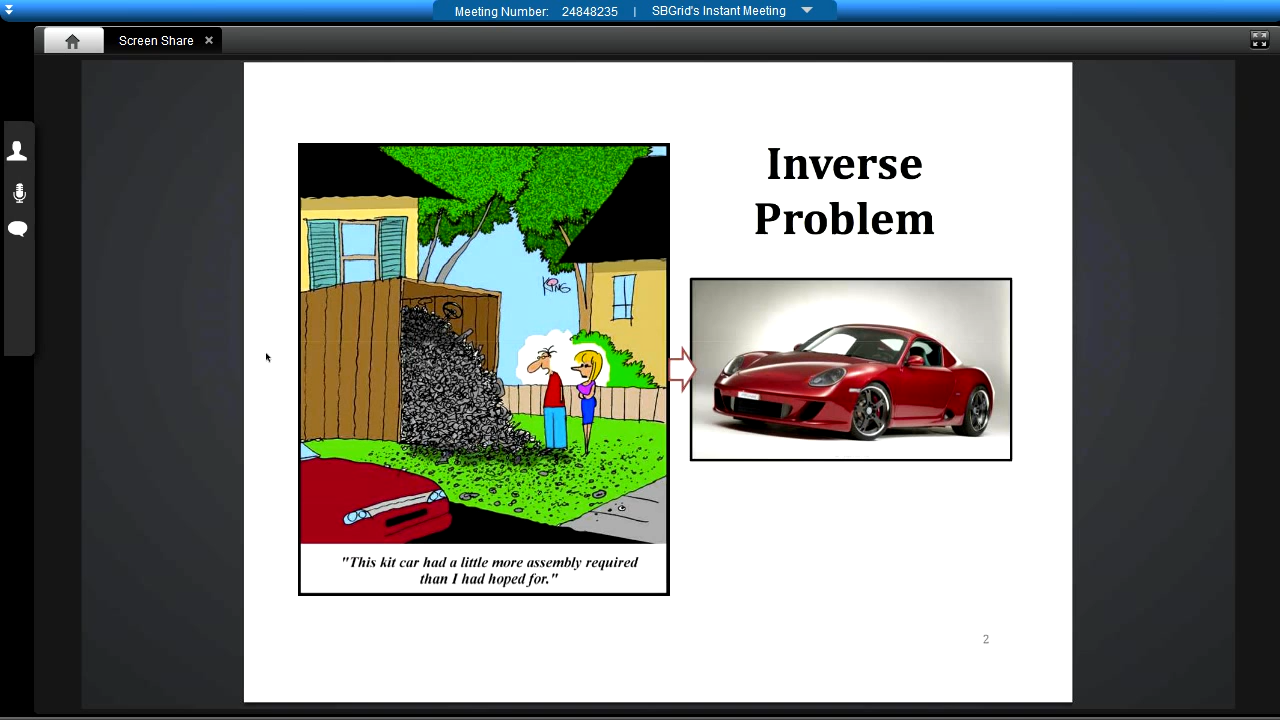 Meeting Number: 24848235 | SBGrid's Instant Meeting
Screen Share
Inverse
Problem
KING
"This kit car had a little more assembly required
than I had hoped for."
2